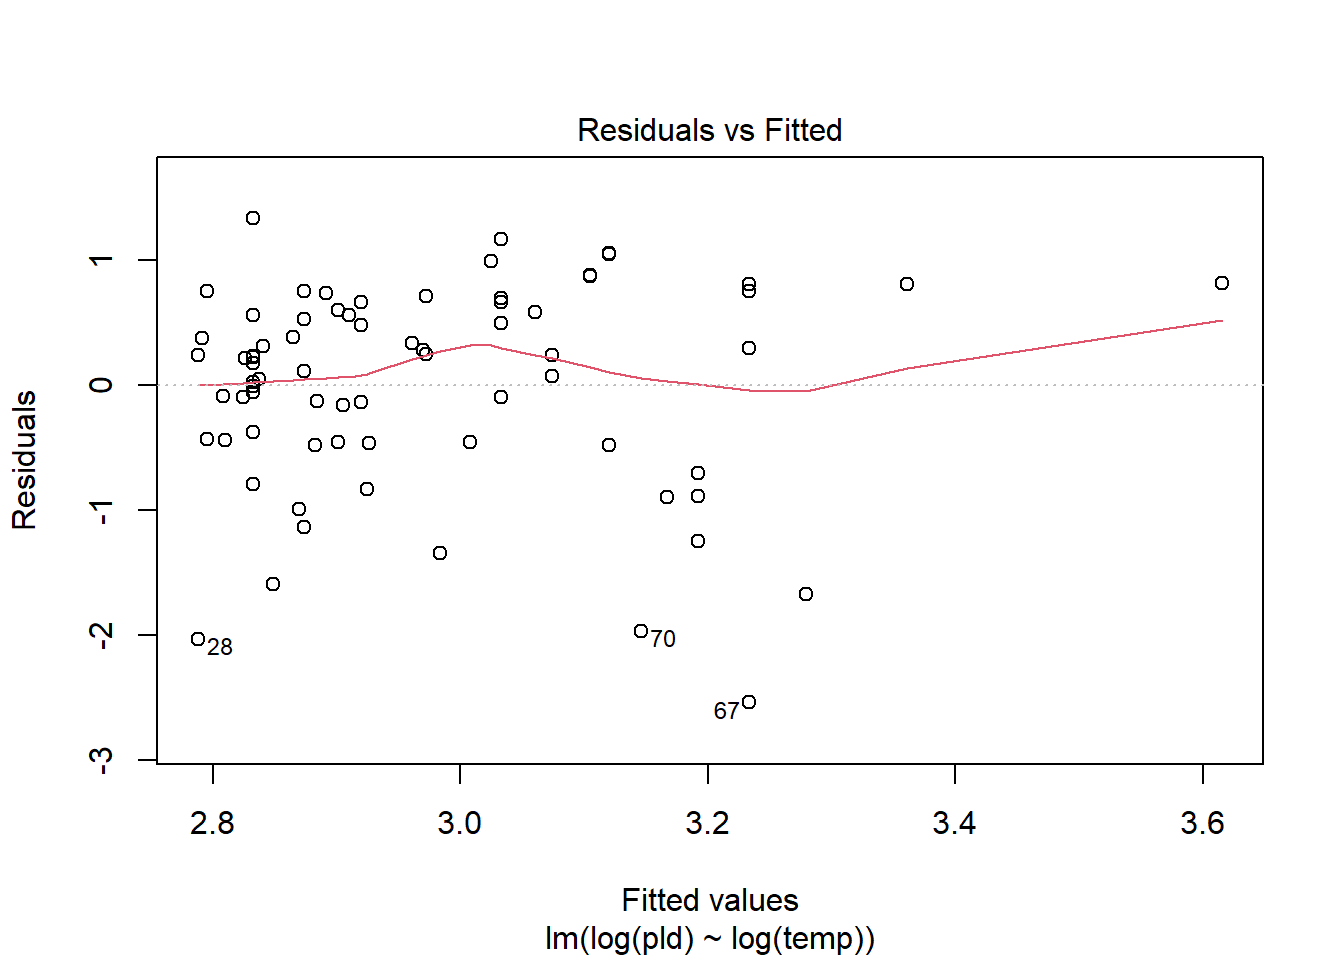 Residuals vs Fitted
Residuals
1
0
-1
-2
-3
28
70
67
2.8 3.0 3.2 3.4 3.6
Fitted values
lm(log(pld) ~ log(temp))